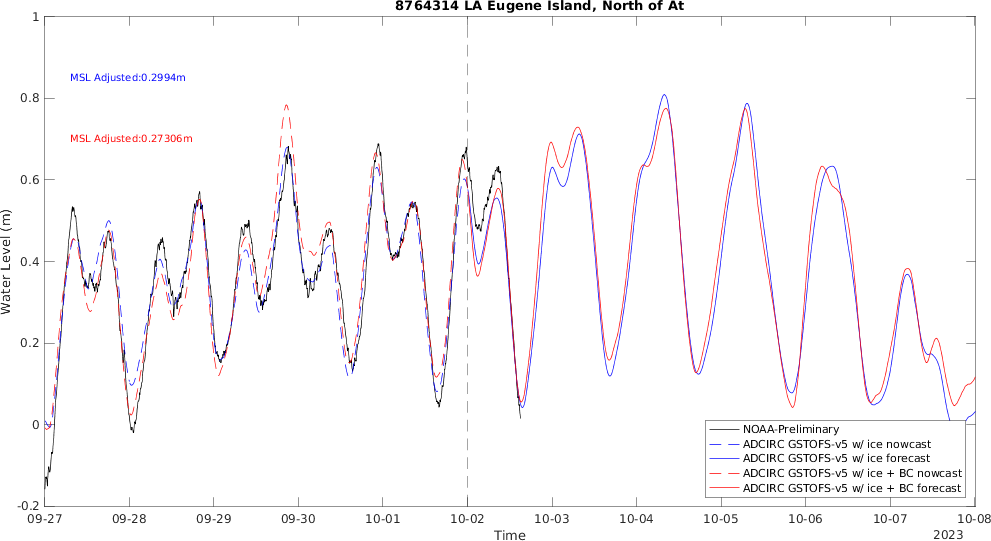 8764314 LA Eugene Island, North of At
MSL Adjusted:0.2994m
MSL Adjusted:0.27306m
Water Level (m)
1
0.8
0.6
0.4
0.2
0
-0.2
NOAA-Preliminary
ADCIRC GSTOFS-v5 w/ ice nowcast
ADCIRC GSTOFS-v5 w/ ice forecast
ADCIRC GSTOFS-v5 w/ ice + BC nowcast
ADCIRC GSTOFS-v5 w/ ice + BC forecast
09-27 09-28 09-29 09-30 10-01 10-02 10-03 10-04 10-05 10-06 10-07 10-08
Time
2023